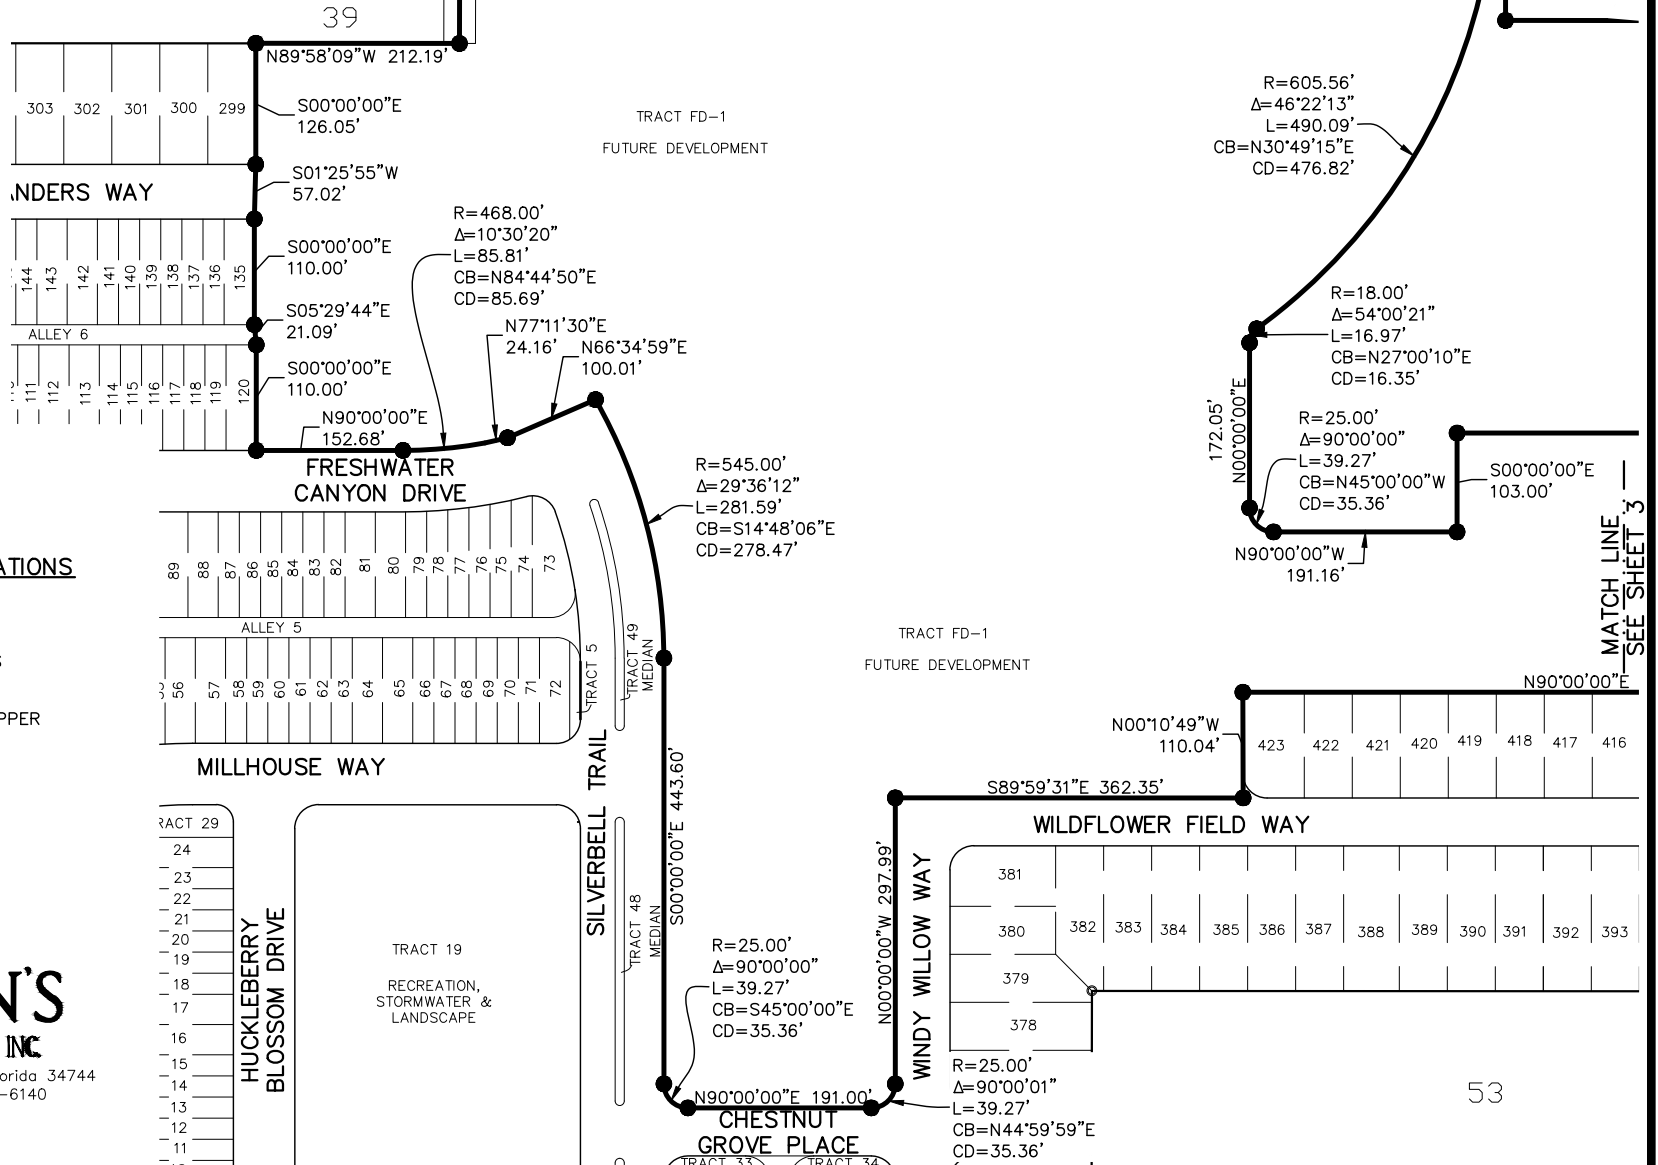 39
N89°58'09"W 212.19'
303 302 301 300 299
S00°00'00"E
126.05'
S01°25'55"W
57.02'
ANDERS WAY
S00°00'00"E
110.00'
144 143 142 141 140 139 138 137 136 135
S05°29'44"E
21.09'
ALLEY 6
S00°00'00"E
110.00'
111 112 113 114 115 116 117 118 119 120
N90°00'00"E
152.68'
FRESHWATER
CANYON DRIVE
R=468.00'
Δ=10°30'20"
L=85.81'
CB=N84°44'50"E
CD=85.69'
N77°11'30"E
24.16'
N66°34'59"E
100.01'
TRACT FD-1
FUTURE DEVELOPMENT
R=605.56'
Δ=46°22'13"
L=490.09'
CB=N30°49'15"E
CD=476.82'
R=18.00'
Δ=54°00'21"
L=16.97'
CB=N27°00'10"E
CD=16.35'
N00°00'00"E
172.05'
R=25.00'
Δ=90°00'00"
L=39.27'
CB=N45°00'00"W
CD=35.36'
S00°00'00"E
103.00'
N90°00'00"W
191.16'
MATCH LINE
SEE SHEET 3
R=545.00'
Δ=29°36'12"
L=281.59'
CB=S14°48'06"E
CD=278.47'
89 88 87 86 85 84 83 82 81 80 79 78 77 76 75 74 73
ALLEY 5
56 57 58 59 60 61 62 63 64 65 66 67 68 69 70 71 72
TRACT 5
TRACT 49
MEDIAN
ATIONS
PPER
MILLHOUSE WAY
TRACT FD-1
FUTURE DEVELOPMENT
N90°00'00"E
N00°10'49"W
110.04'
423 422 421 420 419 418 417 416
S89°59'31"E 362.35'
WILDFLOWER FIELD WAY
SILVERBELL TRAIL
S00°00'00"E 443.60'
TRACT 48
MEDIAN
RACT 29
24
23
22
21
20
19
18
17
16
15
14
13
12
11
HUCKLEBERRY
BLOSSOM DRIVE
TRACT 19
RECREATION,
STORMWATER &
LANDSCAPE
N'S
INC
orida 34744
-6140
R=25.00'
Δ=90°00'00"
L=39.27'
CB=S45°00'00"E
CD=35.36'
N90°00'00"E 191.00'
CHESTNUT
GROVE PLACE
TRACT 33 TRACT 34
N00°00'00"W 297.99'
WINDY WILLOW WAY
381
380
379
378
382 383 384 385 386 387 388 389 390 391 392 393
R=25.00'
Δ=90°00'01"
L=39.27'
CB=N44°59'59"E
CD=35.36'
53